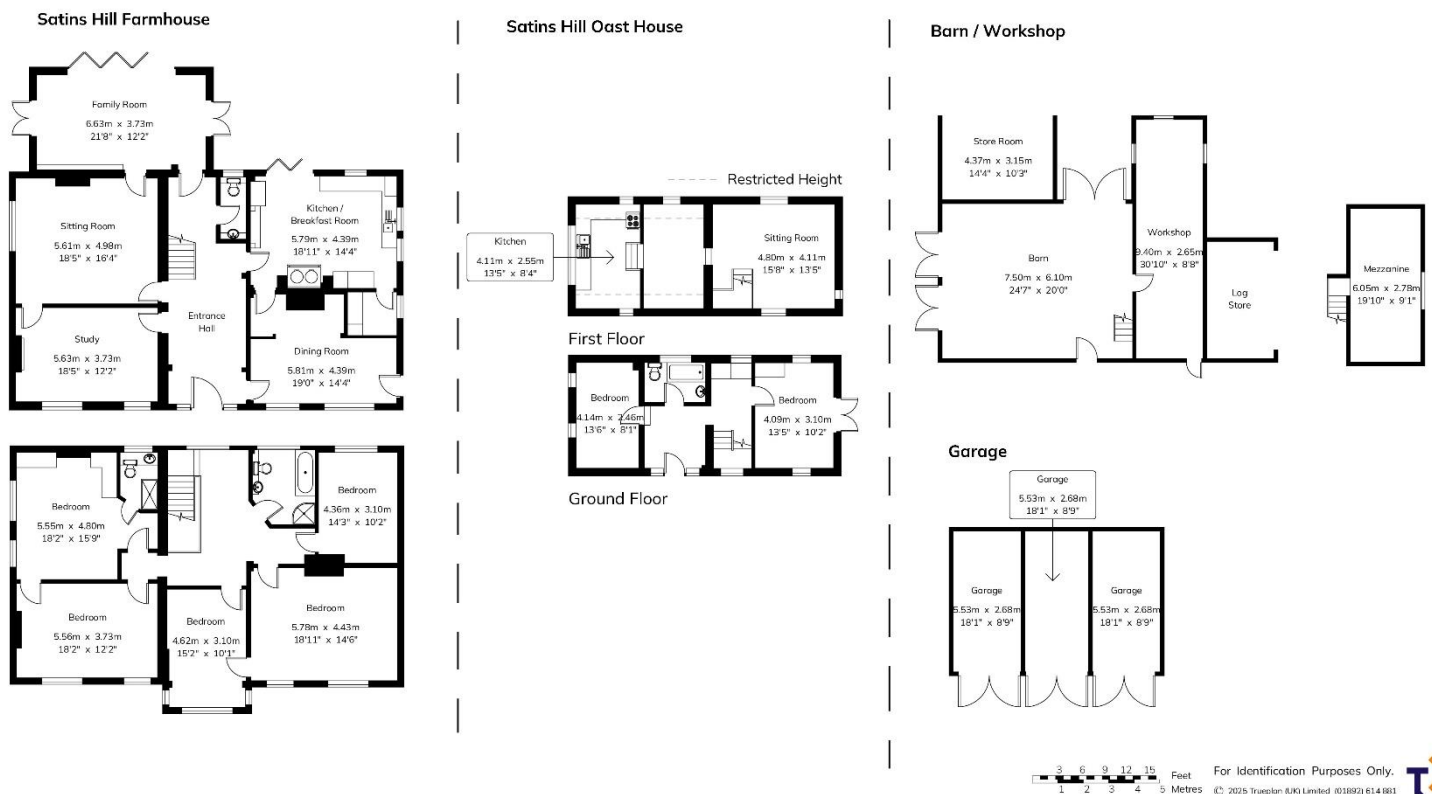 Satins Hill Farmhouse
Family Room
6.63m x 3.73m
21'8" x 12'2"
Sitting Room
5.61m x 4.98m
18'5" x 16'4"
Kitchen /
Breakfast Room
5.79m x 4.39m
18'11" x 14'4"
Entrance
Hall
Study
5.63m x 3.73m
18'5" x 12'2"
Dining Room
5.81m x 4.39m
19'0" x 14'4"
Bedroom
5.55m x 4.80m
18'2" x 15'9"
Bedroom
4.36m x 3.10m
14'3" x 10'2"
Bedroom
5.56m x 3.73m
18'2" x 12'2"
Bedroom
4.62m x 3.10m
15'2" x 10'1"
Bedroom
5.78m x 4.43m
18'11" x 14'6"
Satins Hill Oast House
Restricted Height
Kitchen
4.11m x 2.55m
13'5" x 8'4"
Sitting Room
4.80m x 4.11m
15'8" x 13'5"
First Floor
Bedroom
4.14m x 2.46m
13'6" x 8'1"
Bedroom
4.09m x 3.10m
13'5" x 10'2"
Ground Floor
Barn / Workshop
Store Room
4.37m x 3.15m
14'4" x 10'3"
Barn
7.50m x 6.10m
24'7" x 20'0"
Workshop
9.40m x 2.65m
30'10" x 8'8"
Log
Store
Mezzanine
6.05m x 2.78m
19'10" x 9'1"
Garage
Garage
5.53m x 2.68m
18'1" x 8'9"
Garage
5.53m x 2.68m
18'1" x 8'9"
Garage
5.53m x 2.68m
18'1" x 8'9"
3 6 9 12 15 Feet
1 2 3 4 5 Metres
For Identification Purposes Only.
© 2025 Trueplan (UK) Limited (01892) 614 881